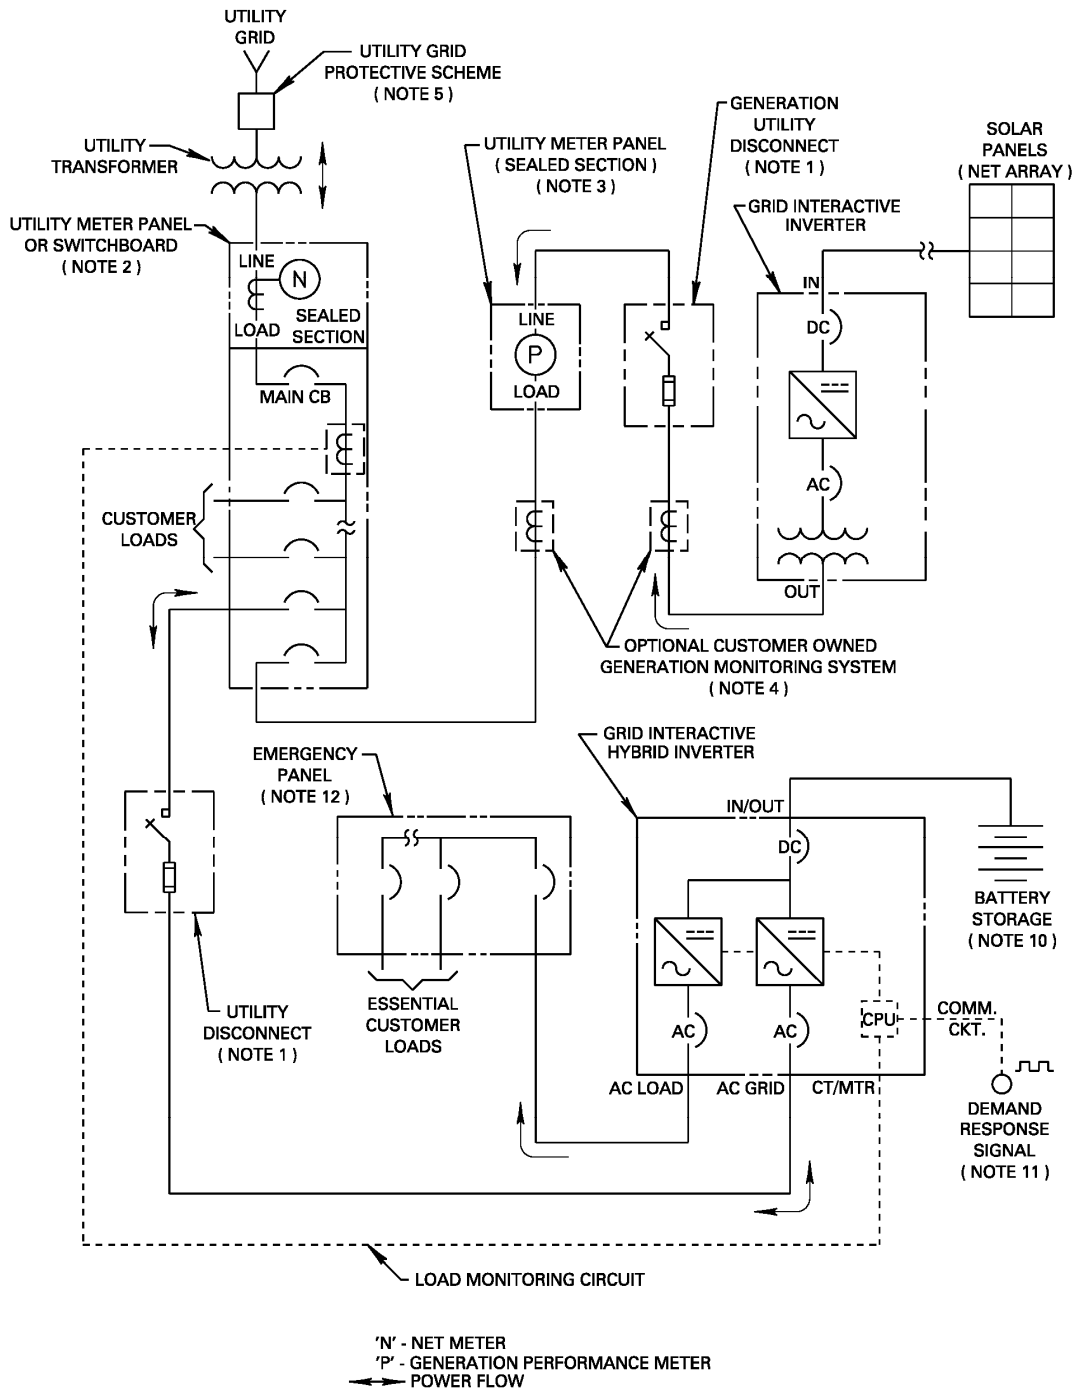 UTILITY
GRID
UTILITY GRID
PROTECTIVE SCHEME
( NOTE 5 )
UTILITY
TRANSFORMER
UTILITY METER PANEL
OR SWITCHBOARD
( NOTE 2 )
LINE
N
LOAD
SEALED
SECTION
MAIN CB
CUSTOMER
LOADS
UTILITY METER PANEL
( SEALED SECTION )
( NOTE 3 )
LINE
P
LOAD
GENERATION
UTILITY
DISCONNECT
( NOTE 1 )
GRID INTERACTIVE
INVERTER
SOLAR
PANELS
( NET ARRAY )
IN
DC
AC
OUT
OPTIONAL CUSTOMER OWNED
GENERATION MONITORING SYSTEM
( NOTE 4 )
EMERGENCY
PANEL
( NOTE 12 )
GRID INTERACTIVE
HYBRID INVERTER
IN/OUT
DC
BATTERY
STORAGE
( NOTE 10 )
UTILITY
DISCONNECT
( NOTE 1 )
ESSENTIAL
CUSTOMER
LOADS
AC
AC
CPU
COMM.
CKT.
AC LOAD
AC GRID
CT/MTR
DEMAND
RESPONSE
SIGNAL
( NOTE 11 )
LOAD MONITORING CIRCUIT
'N' - NET METER
'P' - GENERATION PERFORMANCE METER
POWER FLOW